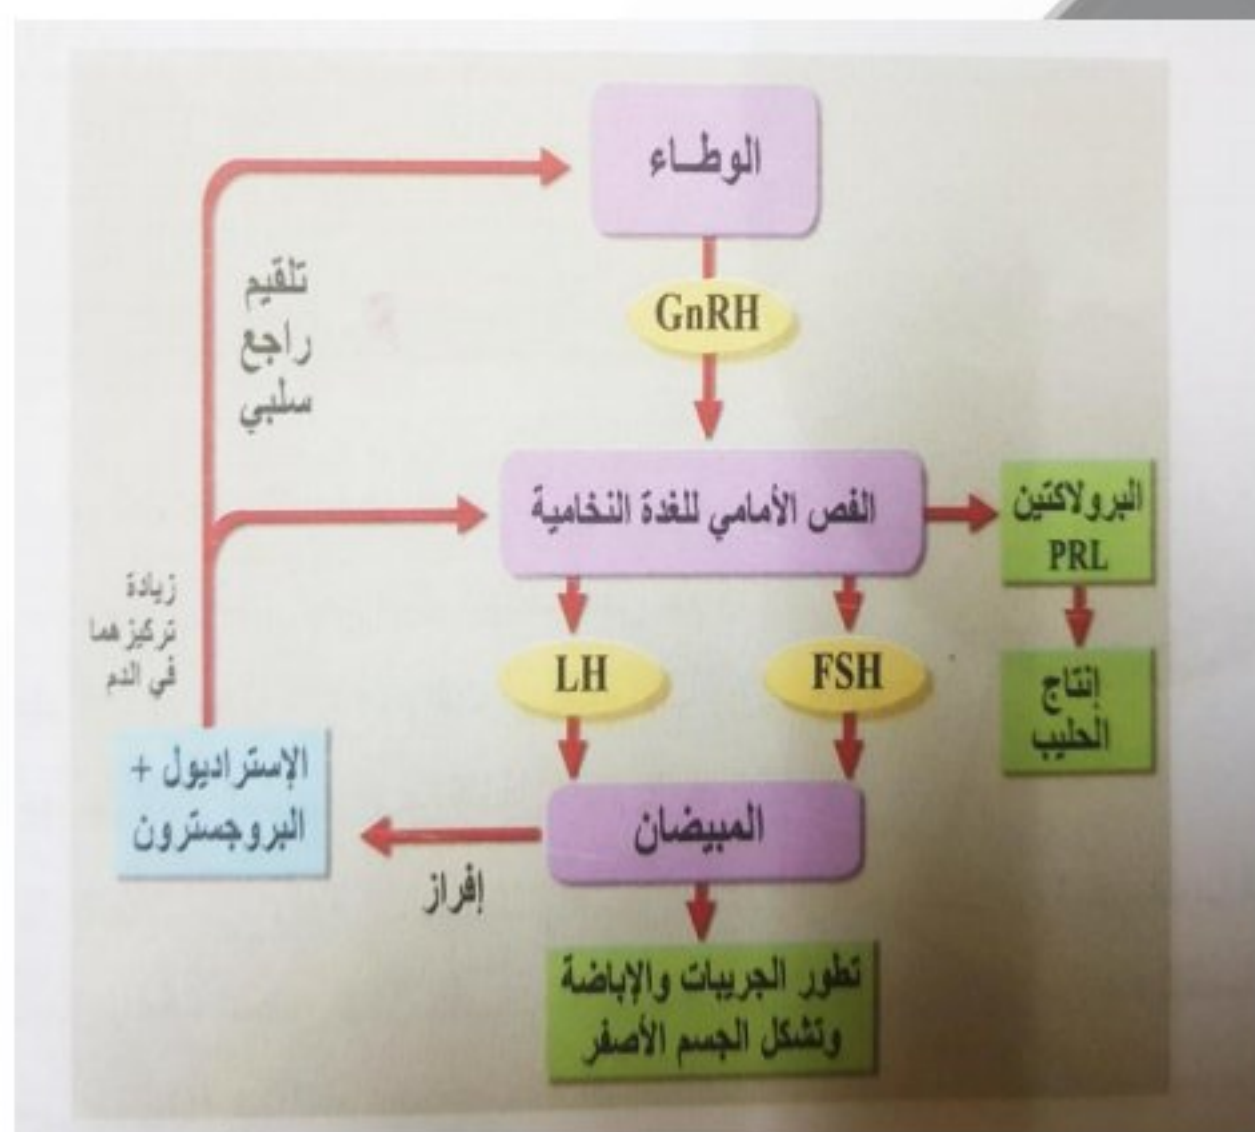 الوطـــاء
GnRH
تلقيم
راجع
سلبي
الفص الأمامي للغدة النخامية
البرولاكتين
PRL
زيادة
تركيزهما
في الدم
LH
FSH
إنتاج
الحليب
الإستراديول +
البروجسترون
المبيضان
إفراز
تطور الجريبات والإباضة
وتشكل الجسم الأصفر